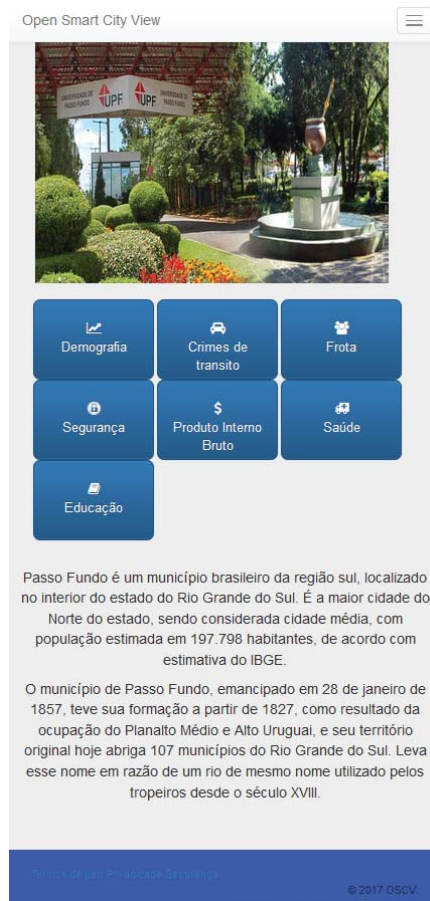 Open Smart City View
UNIVERSIDADE DE
PASSO FUNDO
UPF
UPF
UNIVERSIDADE DE
PASSO FUNDO
Demografia
Crimes de
transito
Frota
Segurança
Produto Interno
Bruto
Saúde
Educação
Passo Fundo é um município brasileiro da região sul, localizado
no interior do estado do Rio Grande do Sul. É a maior cidade do
Norte do estado, sendo considerada cidade média, com
população estimada em 197.798 habitantes, de acordo com
estimativa do IBGE.
O município de Passo Fundo, emancipado em 28 de janeiro de
1857, teve sua formação a partir de 1827, como resultado da
ocupação do Planalto Médio e Alto Uruguai, e seu território
original hoje abriga 107 municípios do Rio Grande do Sul. Leva
esse nome em razão de um rio de mesmo nome utilizado pelos
tropeiros desde o século XVIII.
Termos de uso Privacidade Segurança
© 2017 OSCV.